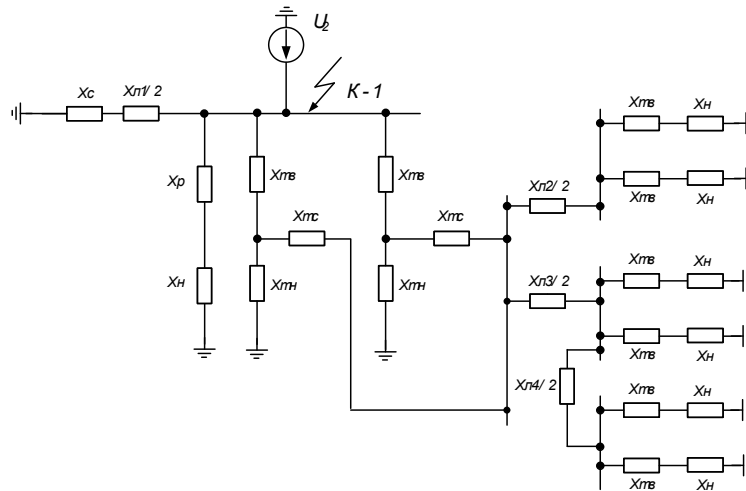 U2
K-1
Xc
Xл1/2
Xтв
Xтв
Xтв
Xн
Xр
Xл2/2
Xтс
Xтс
Xтв
Xн
Xтв
Xн
Xн
Xтн
Xтн
Xл3/2
Xтв
Xн
Xл4/2
Xтв
Xн
Xтв
Xн